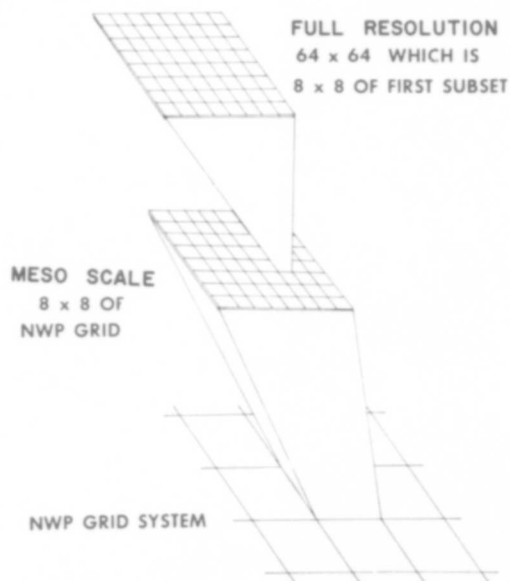 FULL RESOLUTION
64 x 64 WHICH IS
8 x 8 OF FIRST SUBSET
MESO SCALE
8 x 8 OF
NWP GRID
NWP GRID SYSTEM